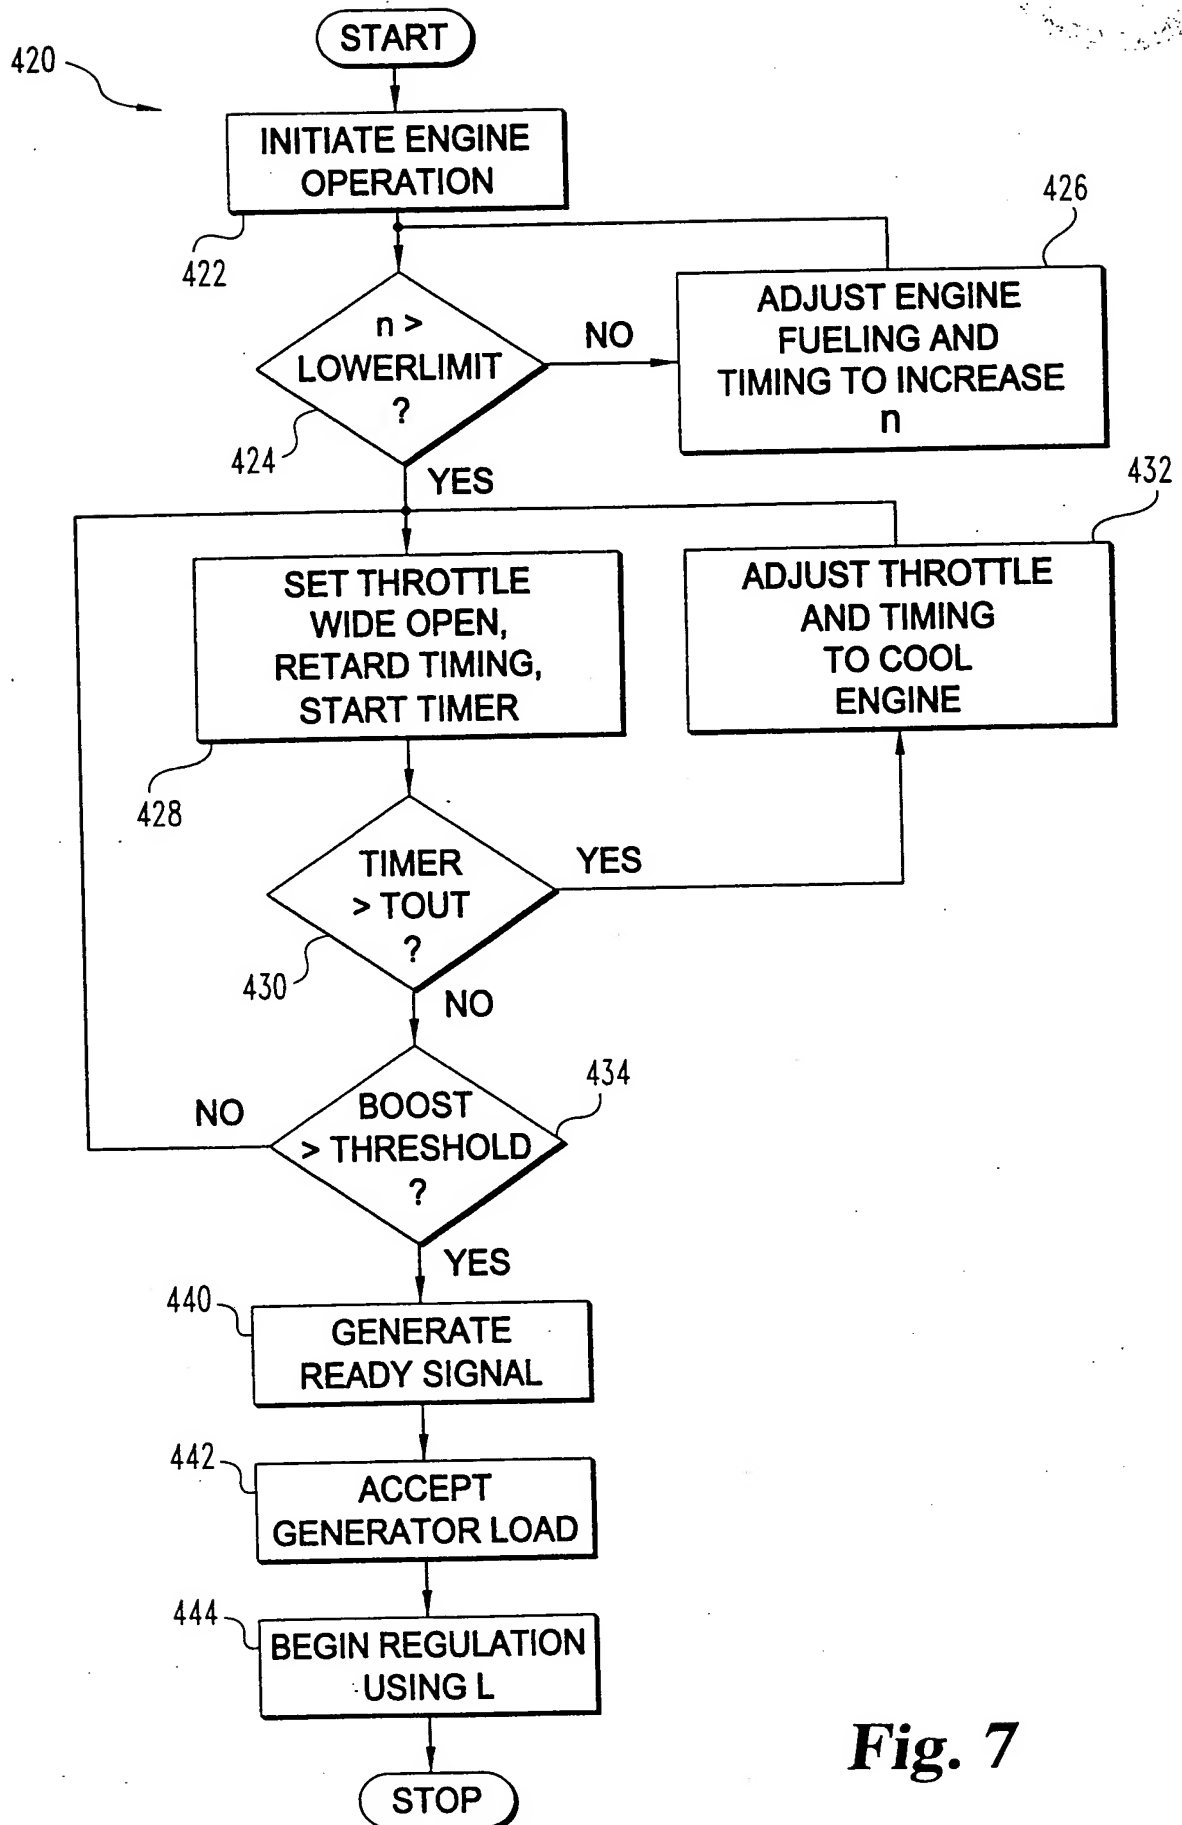 START
420
INITIATE ENGINE
OPERATION
422
426
n >
LOWERLIMIT
?
424
NO
ADJUST ENGINE
FUELING AND
TIMING TO INCREASE
n
YES
432
SET THROTTLE
WIDE OPEN,
RETARD TIMING,
START TIMER
428
ADJUST THROTTLE
AND TIMING
TO COOL
ENGINE
TIMER
> TOUT
?
430
YES
NO
434
BOOST
> THRESHOLD
?
NO
YES
440
GENERATE
READY SIGNAL
442
ACCEPT
GENERATOR LOAD
444
BEGIN REGULATION
USING L
STOP
Fig. 7